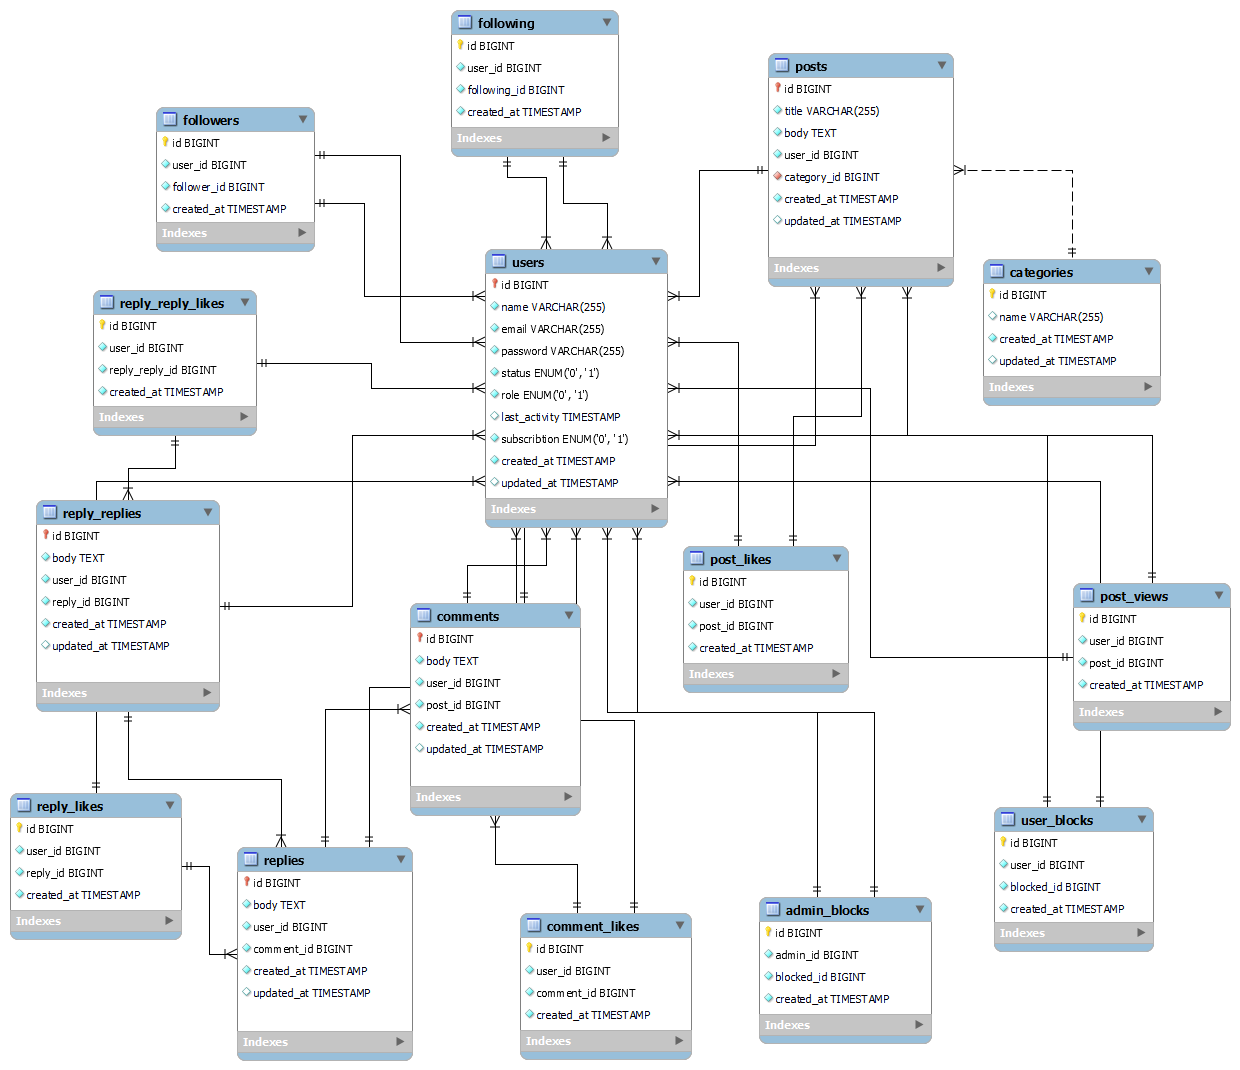 following
id BIGINT
user_id BIGINT
following_id BIGINT
created_at TIMESTAMP
Indexes
posts
id BIGINT
title VARCHAR(255)
body TEXT
user_id BIGINT
category_id BIGINT
created_at TIMESTAMP
updated_at TIMESTAMP
Indexes
followers
id BIGINT
user_id BIGINT
follower_id BIGINT
created_at TIMESTAMP
Indexes
users
id BIGINT
name VARCHAR(255)
email VARCHAR(255)
password VARCHAR(255)
status ENUM('0', '1')
role ENUM('0', '1')
last_activity TIMESTAMP
subscribtion ENUM('0', '1')
created_at TIMESTAMP
updated_at TIMESTAMP
Indexes
categories
id BIGINT
name VARCHAR(255)
created_at TIMESTAMP
updated_at TIMESTAMP
Indexes
reply_reply_likes
id BIGINT
user_id BIGINT
reply_reply_id BIGINT
created_at TIMESTAMP
Indexes
reply_replies
id BIGINT
body TEXT
user_id BIGINT
reply_id BIGINT
created_at TIMESTAMP
updated_at TIMESTAMP
Indexes
post_likes
id BIGINT
user_id BIGINT
post_id BIGINT
created_at TIMESTAMP
Indexes
post_views
id BIGINT
user_id BIGINT
post_id BIGINT
created_at TIMESTAMP
Indexes
comments
id BIGINT
body TEXT
user_id BIGINT
post_id BIGINT
created_at TIMESTAMP
updated_at TIMESTAMP
Indexes
reply_likes
id BIGINT
user_id BIGINT
reply_id BIGINT
created_at TIMESTAMP
Indexes
user_blocks
id BIGINT
user_id BIGINT
blocked_id BIGINT
created_at TIMESTAMP
Indexes
replies
id BIGINT
body TEXT
user_id BIGINT
comment_id BIGINT
created_at TIMESTAMP
updated_at TIMESTAMP
Indexes
comment_likes
id BIGINT
user_id BIGINT
comment_id BIGINT
created_at TIMESTAMP
Indexes
admin_blocks
id BIGINT
admin_id BIGINT
blocked_id BIGINT
created_at TIMESTAMP
Indexes